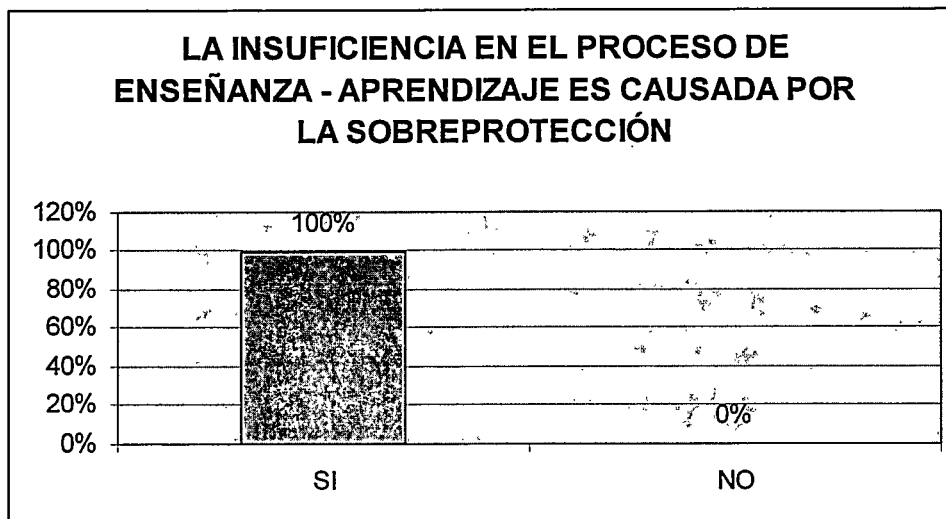 LA INSUFICIENCIA EN EL PROCESO DE
ENSEÑANZA - APRENDIZAJE ES CAUSADA POR
LA SOBREPROTECCIÓN
120%
100%
100%
80%
60%
40%
20%
0%
0%
SI
NO